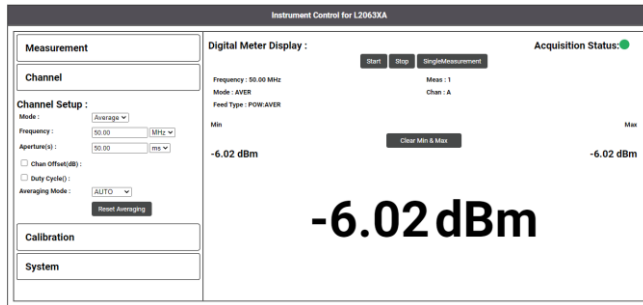 Instrument Control for L2063XA
Measurement
Channel
Channel Setup :
Mode : Average
Frequency : 50.00 MHz
Aperture(s) : 50.00 ms
Chan Offset(dB) :
Duty Cycle() :
Averaging Mode : AUTO
Reset Averaging
Calibration
System
Digital Meter Display :
Acquisition Status:
Start Stop SingleMeasurement
Frequency : 50.00 MHz Meas : 1
Mode : AVER Chan : A
Feed Type : POW:AVER
Min Max
Clear Min & Max
-6.02 dBm -6.02 dBm
-6.02 dBm